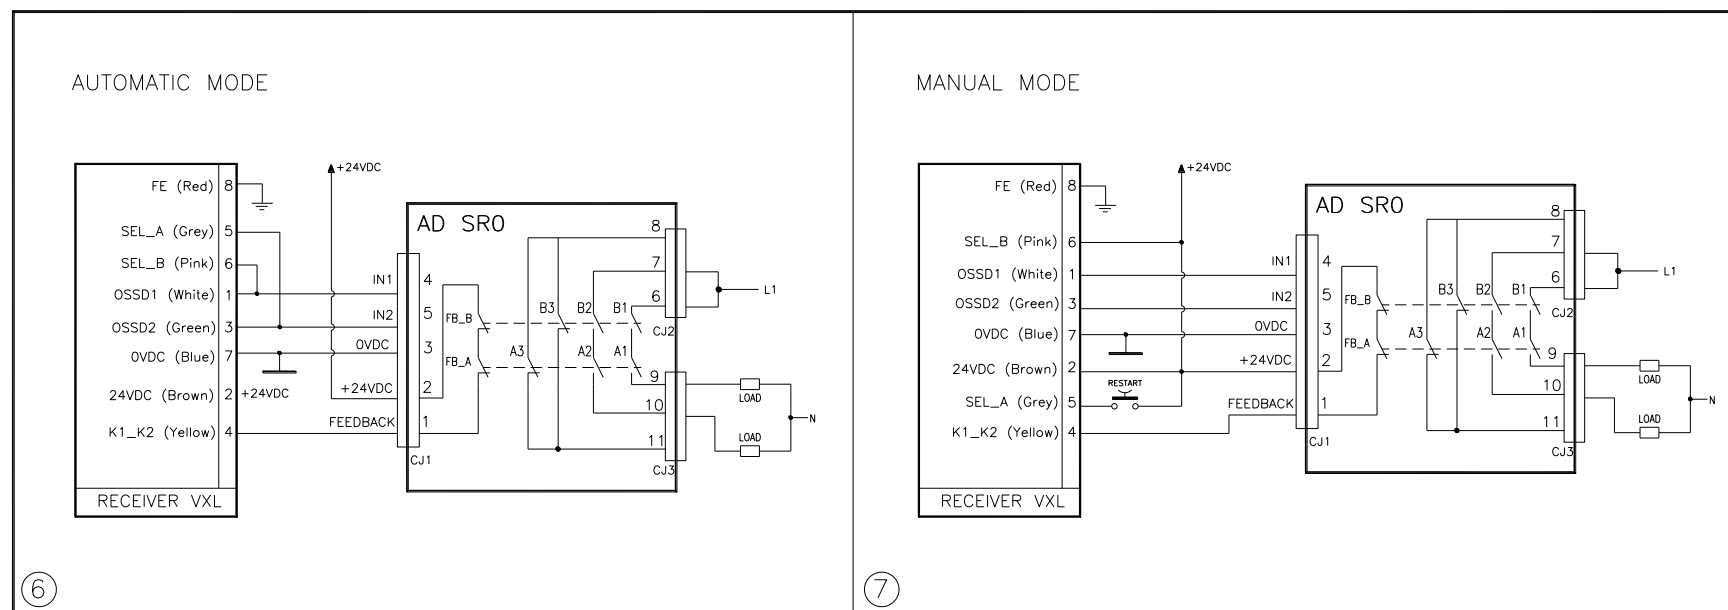 AUTOMATIC MODE
FE (Red) 8
SEL_A (Grey) 5
SEL_B (Pink) 6
OSSD1 (White) 1
OSSD2 (Green) 3
0VDC (Blue) 7
24VDC (Brown) 2 +24VDC
K1_K2 (Yellow) 4
RECEIVER VXL
+24VDC
AD SR0
IN1 4
IN2 5
0VDC 3
+24VDC 2
FEEDBACK 1
CJ1
FB_B
FB_A
B3 B2 B1
A3 A2 A1
8
7
6
CJ2
L1
9
10
11
CJ3
LOAD
LOAD
N
6
MANUAL MODE
FE (Red) 8
SEL_B (Pink) 6
OSSD1 (White) 1
OSSD2 (Green) 3
0VDC (Blue) 7
24VDC (Brown) 2
SEL_A (Grey) 5
K1_K2 (Yellow) 4
RECEIVER VXL
+24VDC
RESTART
AD SR0
IN1 4
IN2 5
0VDC 3
+24VDC 2
FEEDBACK 1
CJ1
FB_B
FB_A
B3 B2 B1
A3 A2 A1
8
7
6
CJ2
L1
9
10
11
CJ3
LOAD
LOAD
N
7